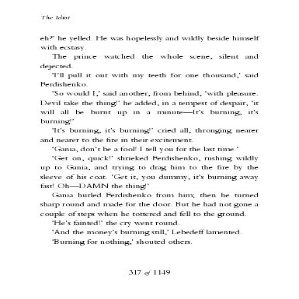 The Idiot
eh?' he yelled. He was hopelessly and wildly beside himself
with ecstasy.
The prince watched the whole scene, silent and
dejected.
'I'll pull it out with my teeth for one thousand,' said
Ferdishenko.
'So would I,' said another, from behind, 'with pleasure.
Devil take the thing!' he added, in a tempest of despair, 'it
will all be burnt up in a minute—It's burning, it's
burning!'
'It's burning, it's burning!' cried all, thronging nearer
and nearer to the fire in their excitement.
'Gania, don't be a fool! I tell you for the last time.'
'Get on, quick!' shrieked Ferdishenko, rushing wildly
up to Gania, and trying to drag him to the fire by the
sleeve of his coat. 'Get it, you dummy, it's burning away
fast! Oh—DAMN the thing!'
Gania hurled Ferdishenko from him; then he turned
sharp round and made for the door. But he had not gone a
couple of steps when he tottered and fell to the ground.
'He's fainted!' the cry went round.
'And the money's burning still,' Lebedeff lamented.
'Burning for nothing,' shouted others.
317 of 1149